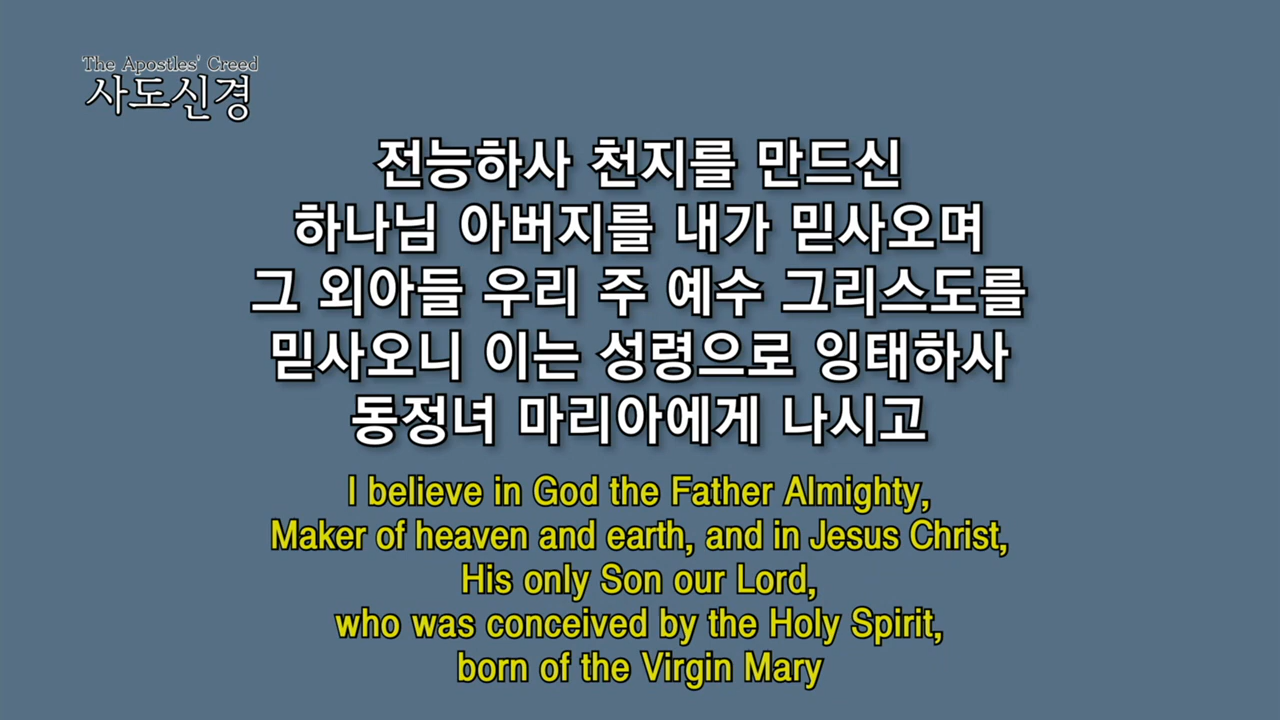 The Apostles' Creed
사도신경
전능하사 천지를 만드신
하나님 아버지를 내가 믿사오며
그 외아들 우리 주 예수 그리스도를
믿사오니 이는 성령으로 잉태하사
동정녀 마리아에게 나시고
I believe in God the Father Almighty,
Maker of heaven and earth, and in Jesus Christ,
His only Son our Lord,
who was conceived by the Holy Spirit,
born of the Virgin Mary